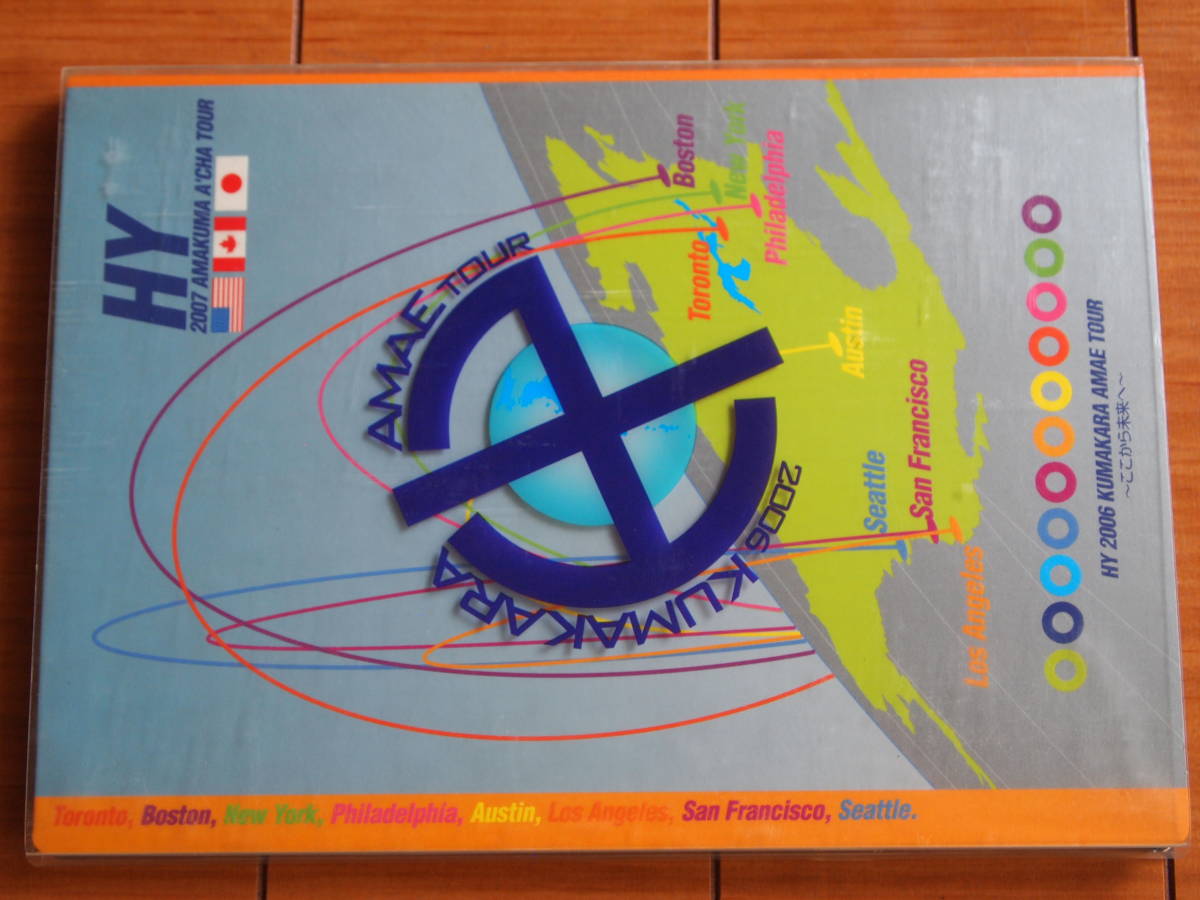 HY
2007 AMAKUMA A'CHA TOUR
2006 KUMAKARA AMAE TOUR
Boston
New York
Philadelphia
Toronto
Austin
Seattle
San Francisco
Los Angeles
HY 2006 KUMAKARA AMAE TOUR
～ここから未来へ～
Toronto, Boston, New York, Philadelphia, Austin, Los Angeles, San Francisco, Seattle.